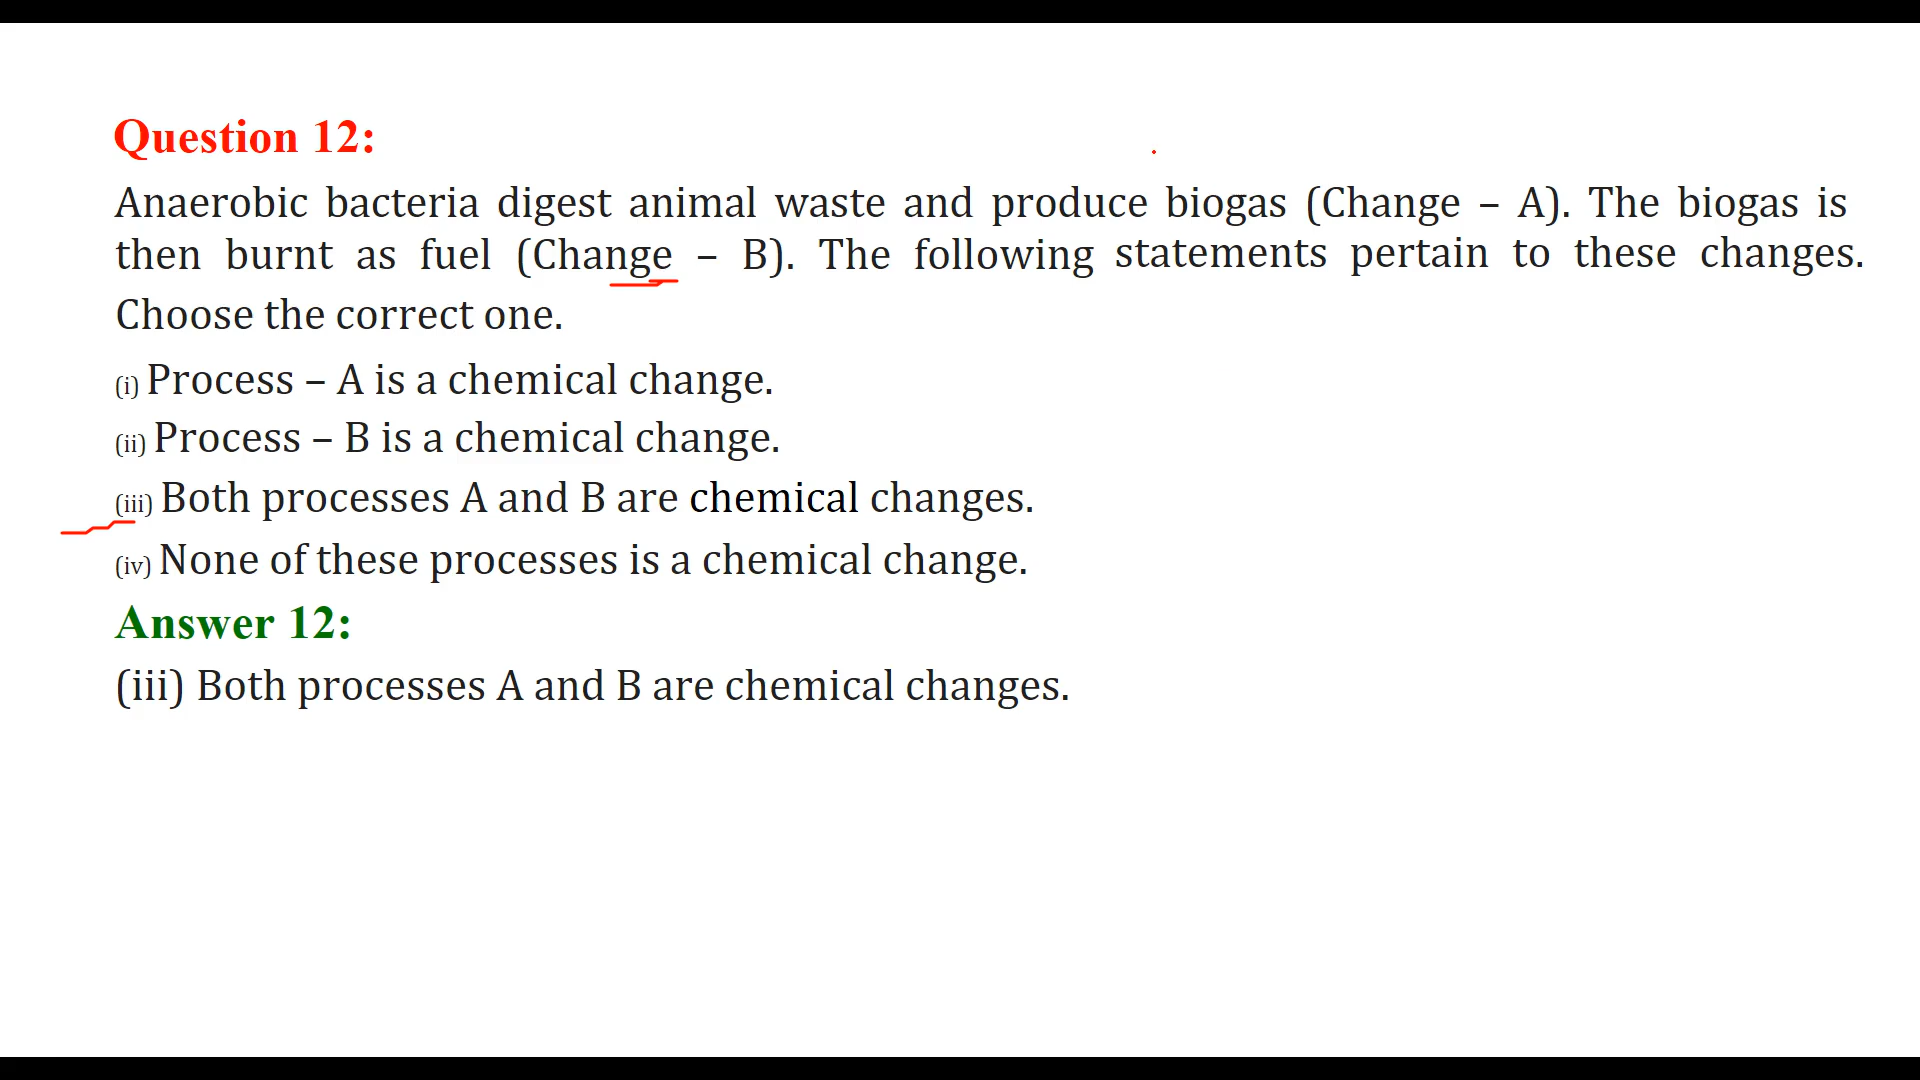 Question 12:
Anaerobic bacteria digest animal waste and produce biogas (Change – A). The biogas is
then burnt as fuel (Change – B). The following statements pertain to these changes.
Choose the correct one.
(i) Process – A is a chemical change.
(ii) Process – B is a chemical change.
(iii) Both processes A and B are chemical changes.
(iv) None of these processes is a chemical change.
Answer 12:
(iii) Both processes A and B are chemical changes.